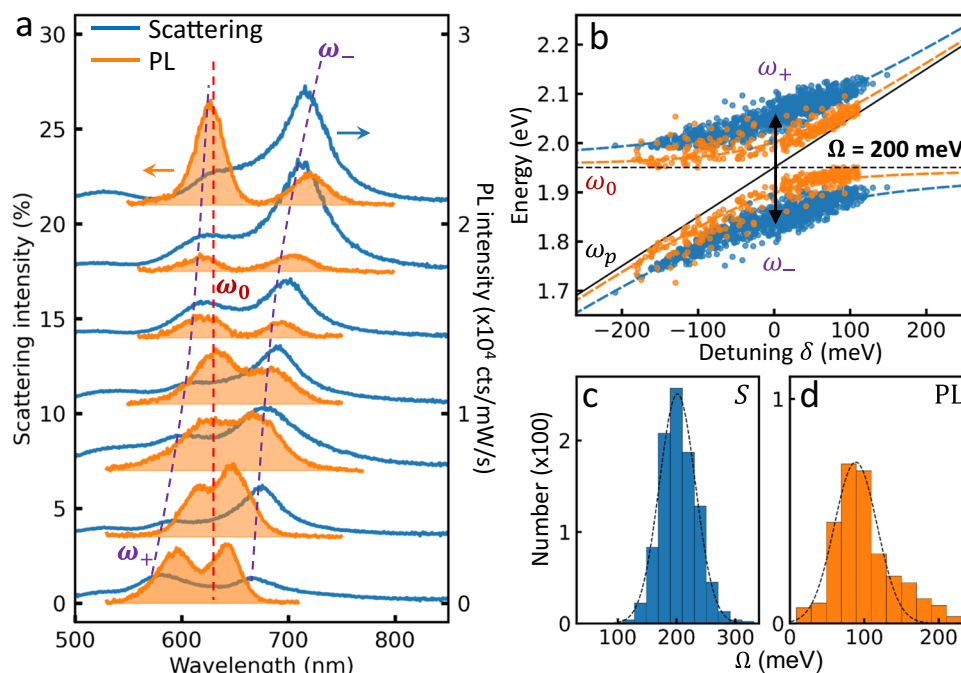 a
Scattering
PL
ω₋
ω₀
ω₊
30
25
20
15
10
5
0
Scattering intensity (%)
3
2
1
0
PL intensity (x10⁴ cts/mW/s)
500 600 700 800
Wavelength (nm)
b
ω₊
Ω = 200 meV
ω₀
ωₚ
ω₋
2.2
2.1
2.0
1.9
1.8
1.7
Energy (eV)
−200 −100 0 100 200
Detuning δ (meV)
c
S
2
1
0
Number (x100)
100 200 300
d
PL
1
0
0 100 200
Ω (meV)